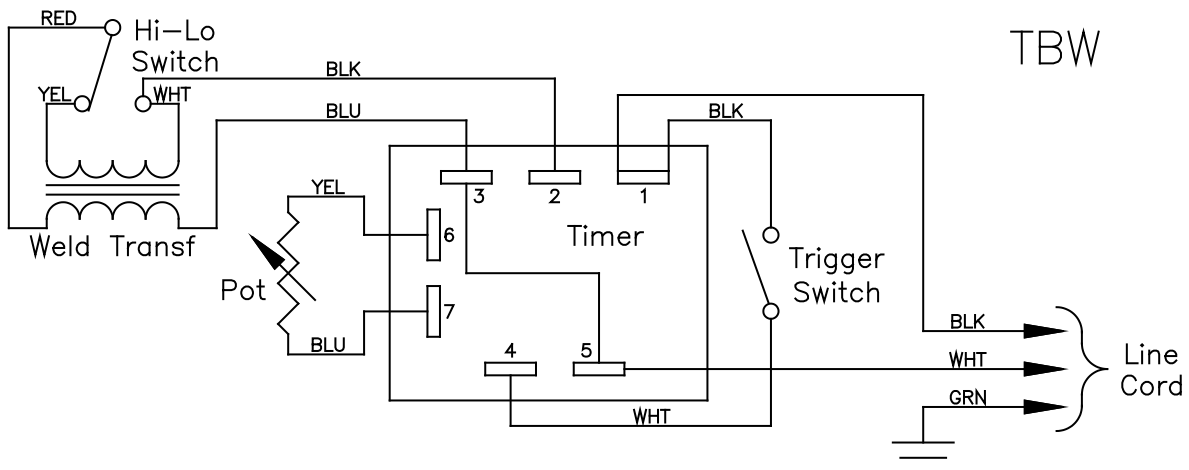 RED
Hi-Lo
Switch
TBW
YEL
WHT
BLK
BLU
BLK
3
2
1
YEL
6
Timer
Weld Transf
Pot
Trigger
Switch
7
BLK
BLU
4
5
WHT
Line
Cord
GRN
WHT